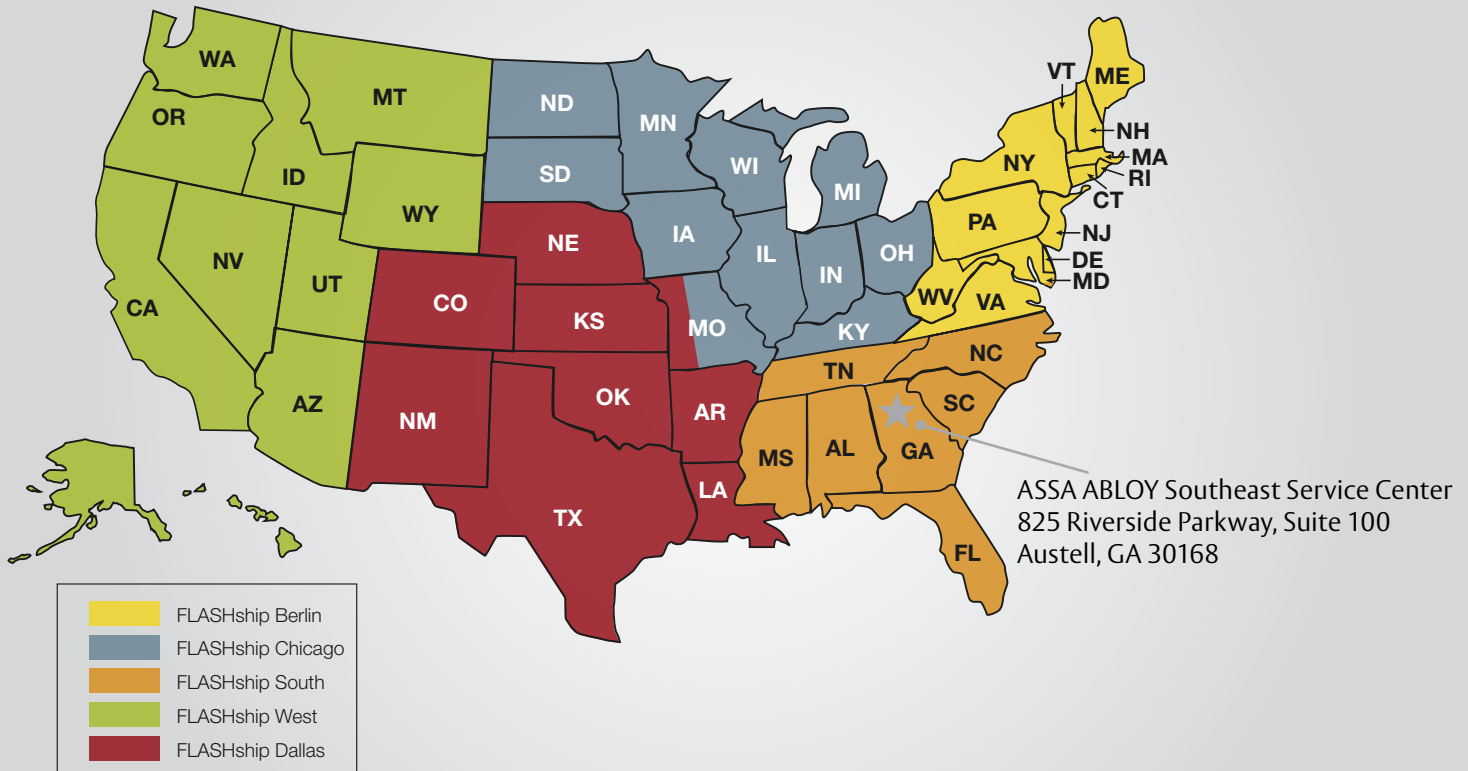 WA
MT
ND
MN
VT
ME
OR
NH
ID
SD
WI
MI
NY
MA
RI
CT
WY
NE
IA
PA
NJ
NV
UT
IL
IN
OH
DE
MD
CA
CO
KS
MO
KY
WV
VA
AZ
NM
OK
AR
TN
NC
SC
MS
AL
GA
LA
TX
FL
ASSA ABLOY Southeast Service Center
825 Riverside Parkway, Suite 100
Austell, GA 30168
FLASHship Berlin
FLASHship Chicago
FLASHship South
FLASHship West
FLASHship Dallas